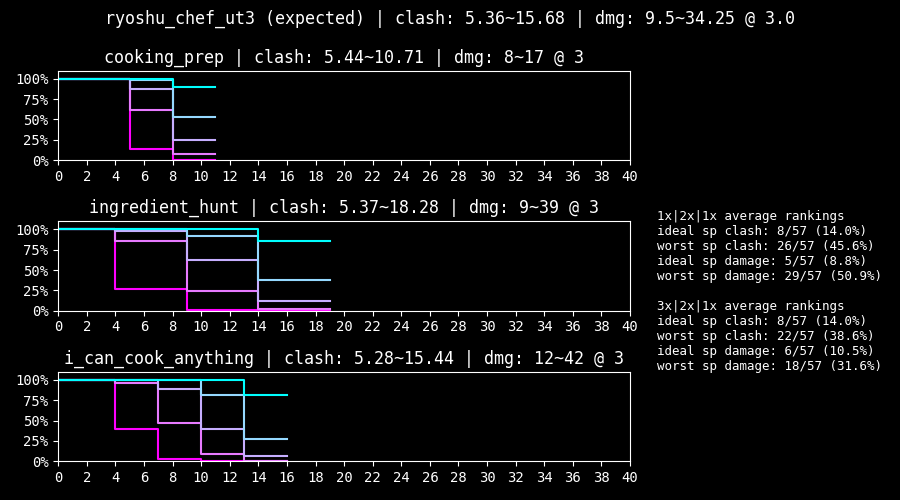 ryoshu_chef_ut3 (expected) | clash: 5.36~15.68 | dmg: 9.5~34.25 @ 3.0
cooking_prep | clash: 5.44~10.71 | dmg: 8~17 @ 3
100%
75%
50%
25%
0%
0 2 4 6 8 10 12 14 16 18 20 22 24 26 28 30 32 34 36 38 40
ingredient_hunt | clash: 5.37~18.28 | dmg: 9~39 @ 3
100%
75%
50%
25%
0%
0 2 4 6 8 10 12 14 16 18 20 22 24 26 28 30 32 34 36 38 40
i_can_cook_anything | clash: 5.28~15.44 | dmg: 12~42 @ 3
100%
75%
50%
25%
0%
0 2 4 6 8 10 12 14 16 18 20 22 24 26 28 30 32 34 36 38 40
1x|2x|1x average rankings
ideal sp clash: 8/57 (14.0%)
worst sp clash: 26/57 (45.6%)
ideal sp damage: 5/57 (8.8%)
worst sp damage: 29/57 (50.9%)
3x|2x|1x average rankings
ideal sp clash: 8/57 (14.0%)
worst sp clash: 22/57 (38.6%)
ideal sp damage: 6/57 (10.5%)
worst sp damage: 18/57 (31.6%)